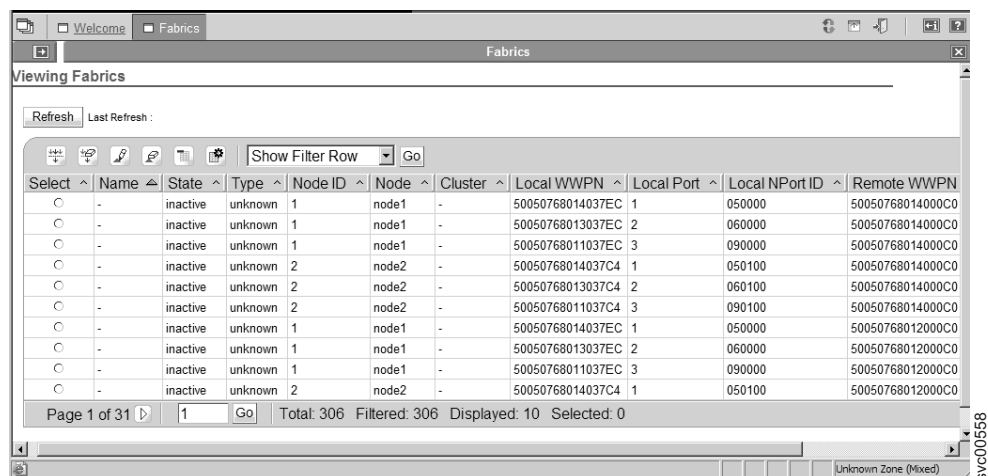 Welcome Fabrics
Fabrics
Viewing Fabrics
Refresh Last Refresh :
Show Filter Row Go
Select Name State Type Node ID Node Cluster Local WWPN Local Port Local NPort ID Remote WWPN
- inactive unknown 1 node1 - 50050768014037EC 1 050000 50050768014000C0
- inactive unknown 1 node1 - 50050768013037EC 2 060000 50050768014000C0
- inactive unknown 1 node1 - 50050768011037EC 3 090000 50050768014000C0
- inactive unknown 2 node2 - 50050768014037C4 1 050100 50050768014000C0
- inactive unknown 2 node2 - 50050768013037C4 2 060100 50050768014000C0
- inactive unknown 2 node2 - 50050768011037C4 3 090100 50050768014000C0
- inactive unknown 1 node1 - 50050768014037EC 1 050000 50050768012000C0
- inactive unknown 1 node1 - 50050768013037EC 2 060000 50050768012000C0
- inactive unknown 1 node1 - 50050768011037EC 3 090000 50050768012000C0
- inactive unknown 2 node2 - 50050768014037C4 1 050100 50050768012000C0
Page 1 of 31 1 Go Total: 306 Filtered: 306 Displayed: 10 Selected: 0
Unknown Zone (Mixed)
svc00558